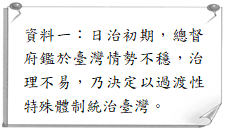 資料一：日治初期，總督
府鑑於臺灣情勢不穩，治
理不易，乃決定以過渡性
特殊體制統治臺灣。